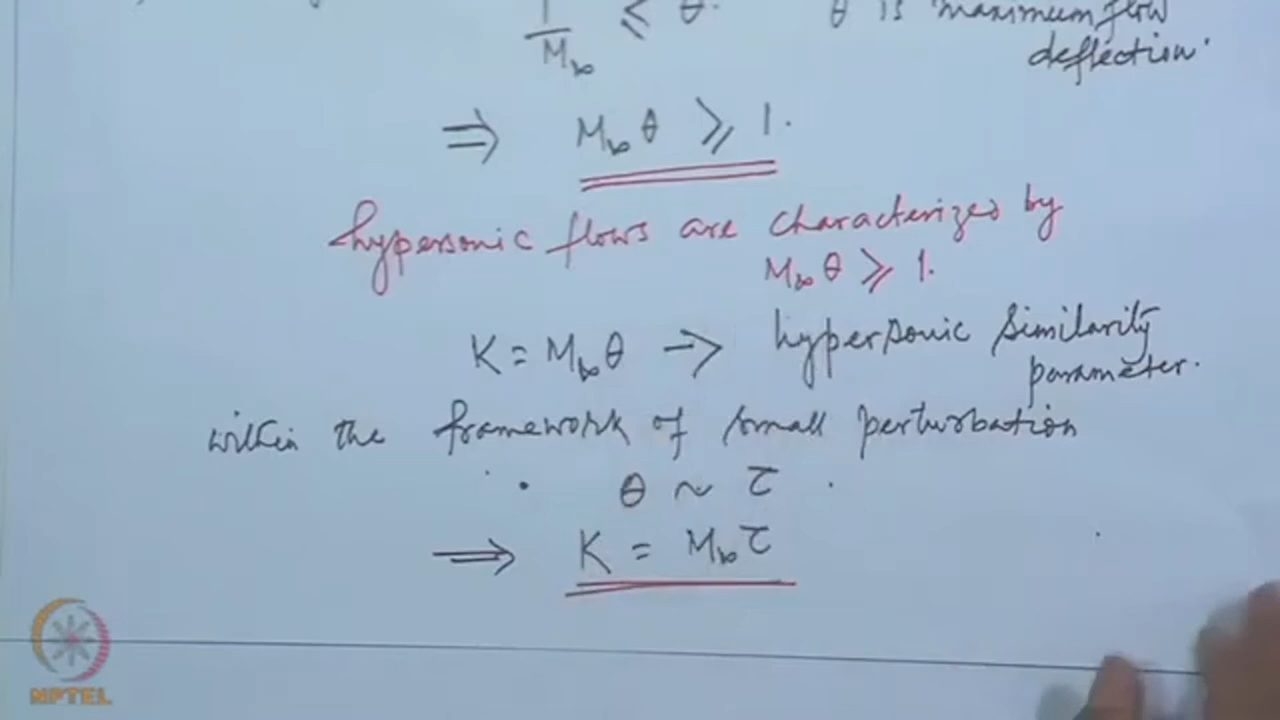 1/M∞ ≤ θ. θ is maximum flow
deflection.
⇒ M∞ θ ⩾ 1.
hypersonic flows are characterized by
M∞ θ ⩾ 1.
K = M∞ θ → hypersonic similarity
parameter.
within the framework of small perturbation
θ ~ τ
⇒ K = M∞ τ
NPTEL